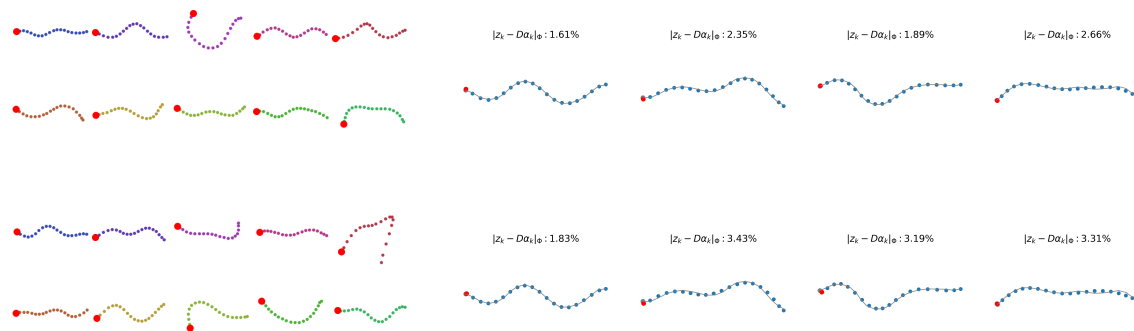 |z_k − Dα_k|_Φ : 1.61%
|z_k − Dα_k|_Φ : 2.35%
|z_k − Dα_k|_Φ : 1.89%
|z_k − Dα_k|_Φ : 2.66%
|z_k − Dα_k|_Φ : 1.83%
|z_k − Dα_k|_Φ : 3.43%
|z_k − Dα_k|_Φ : 3.19%
|z_k − Dα_k|_Φ : 3.31%